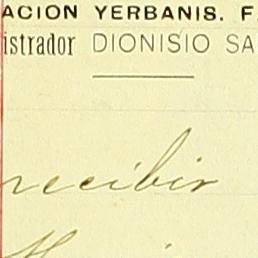 ACION YERBANIS. F
istrador DIONISIO SA
recibir